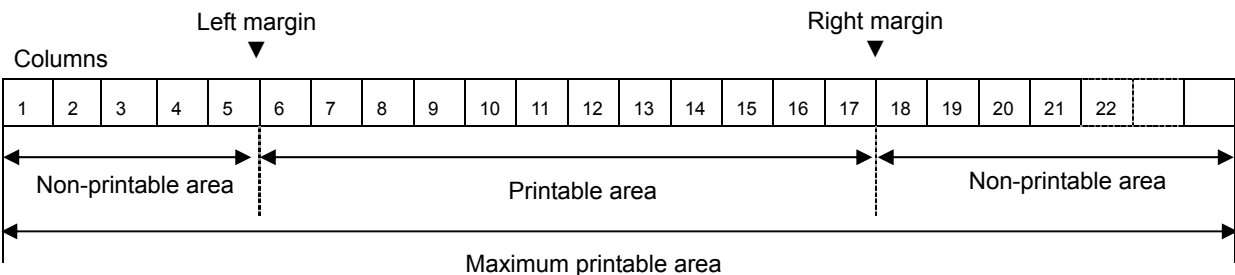 Left margin Right margin
▼ ▼
Columns
1 2 3 4 5 6 7 8 9 10 11 12 13 14 15 16 17 18 19 20 21 22
Non-printable area Printable area Non-printable area
Maximum printable area